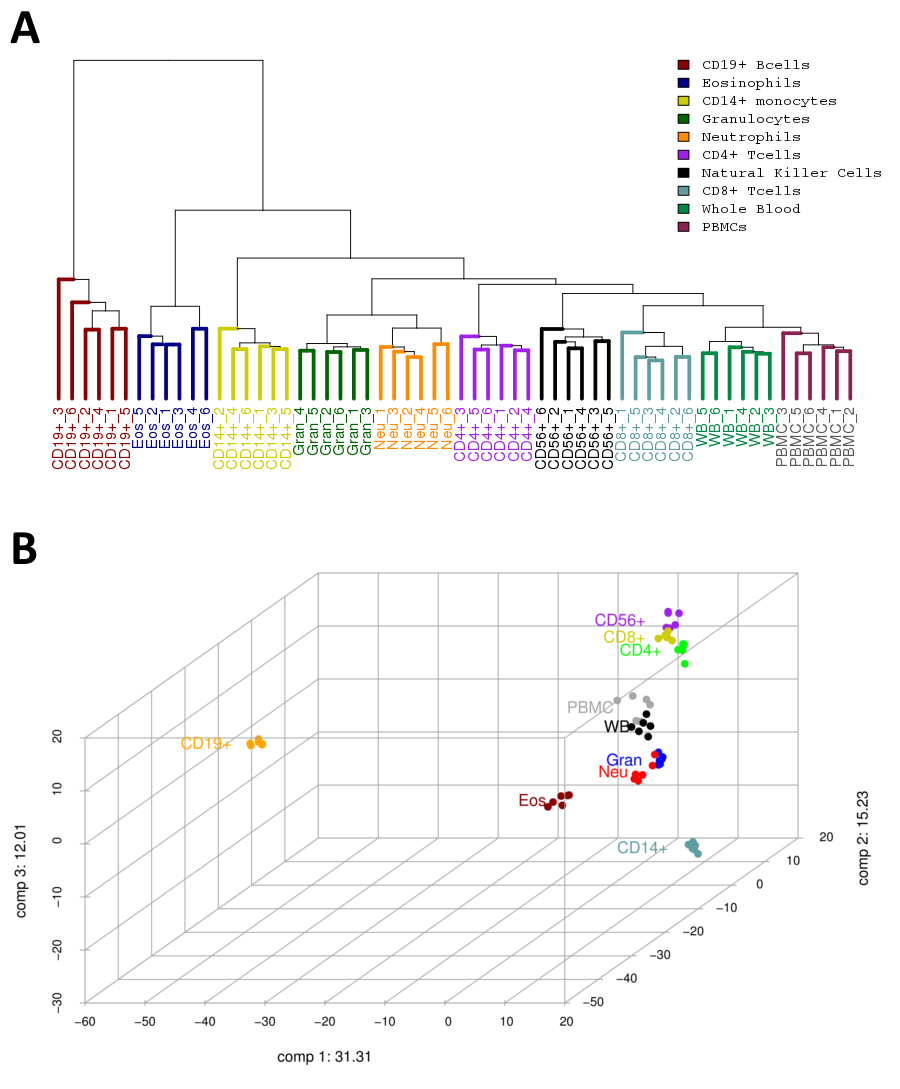 A
CD19+ Bcells
Eosinophils
CD14+ monocytes
Granulocytes
Neutrophils
CD4+ Tcells
Natural Killer Cells
CD8+ Tcells
Whole Blood
PBMCs
CD19+_3
CD19+_6
CD19+_2
CD19+_4
CD19+_1
CD19+_5
Eos_5
Eos_2
Eos_1
Eos_3
Eos_4
Eos_6
CD14+_2
CD14+_4
CD14+_6
CD14+_1
CD14+_3
CD14+_5
Gran_4
Gran_5
Gran_2
Gran_6
Gran_1
Gran_3
Neu_1
Neu_3
Neu_2
Neu_4
Neu_5
Neu_6
CD4+_3
CD4+_5
CD4+_6
CD4+_1
CD4+_2
CD4+_4
CD56+_6
CD56+_2
CD56+_1
CD56+_4
CD56+_3
CD56+_5
CD8+_1
CD8+_5
CD8+_3
CD8+_4
CD8+_2
CD8+_6
WB_5
WB_6
WB_1
WB_4
WB_2
WB_3
PBMC_3
PBMC_5
PBMC_6
PBMC_4
PBMC_1
PBMC_2
B
CD56+
CD8+
CD4+
PBMC
WB
CD19+
Gran
Neu
Eos
CD14+
20
10
0
−10
−20
−30
comp 3: 12.01
20
10
0
−10
−20
−30
−40
−50
comp 2: 15.23
−60
−50
−40
−30
−20
−10
0
10
20
comp 1: 31.31